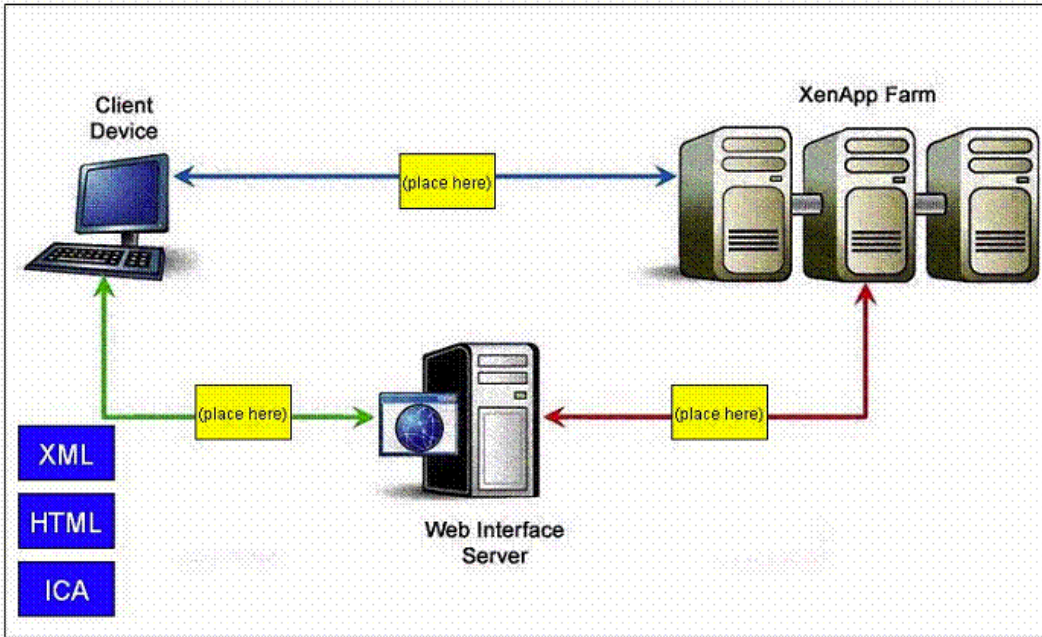 Client
Device
XenApp Farm
(place here)
(place here)
(place here)
XML
HTML
ICA
Web Interface
Server